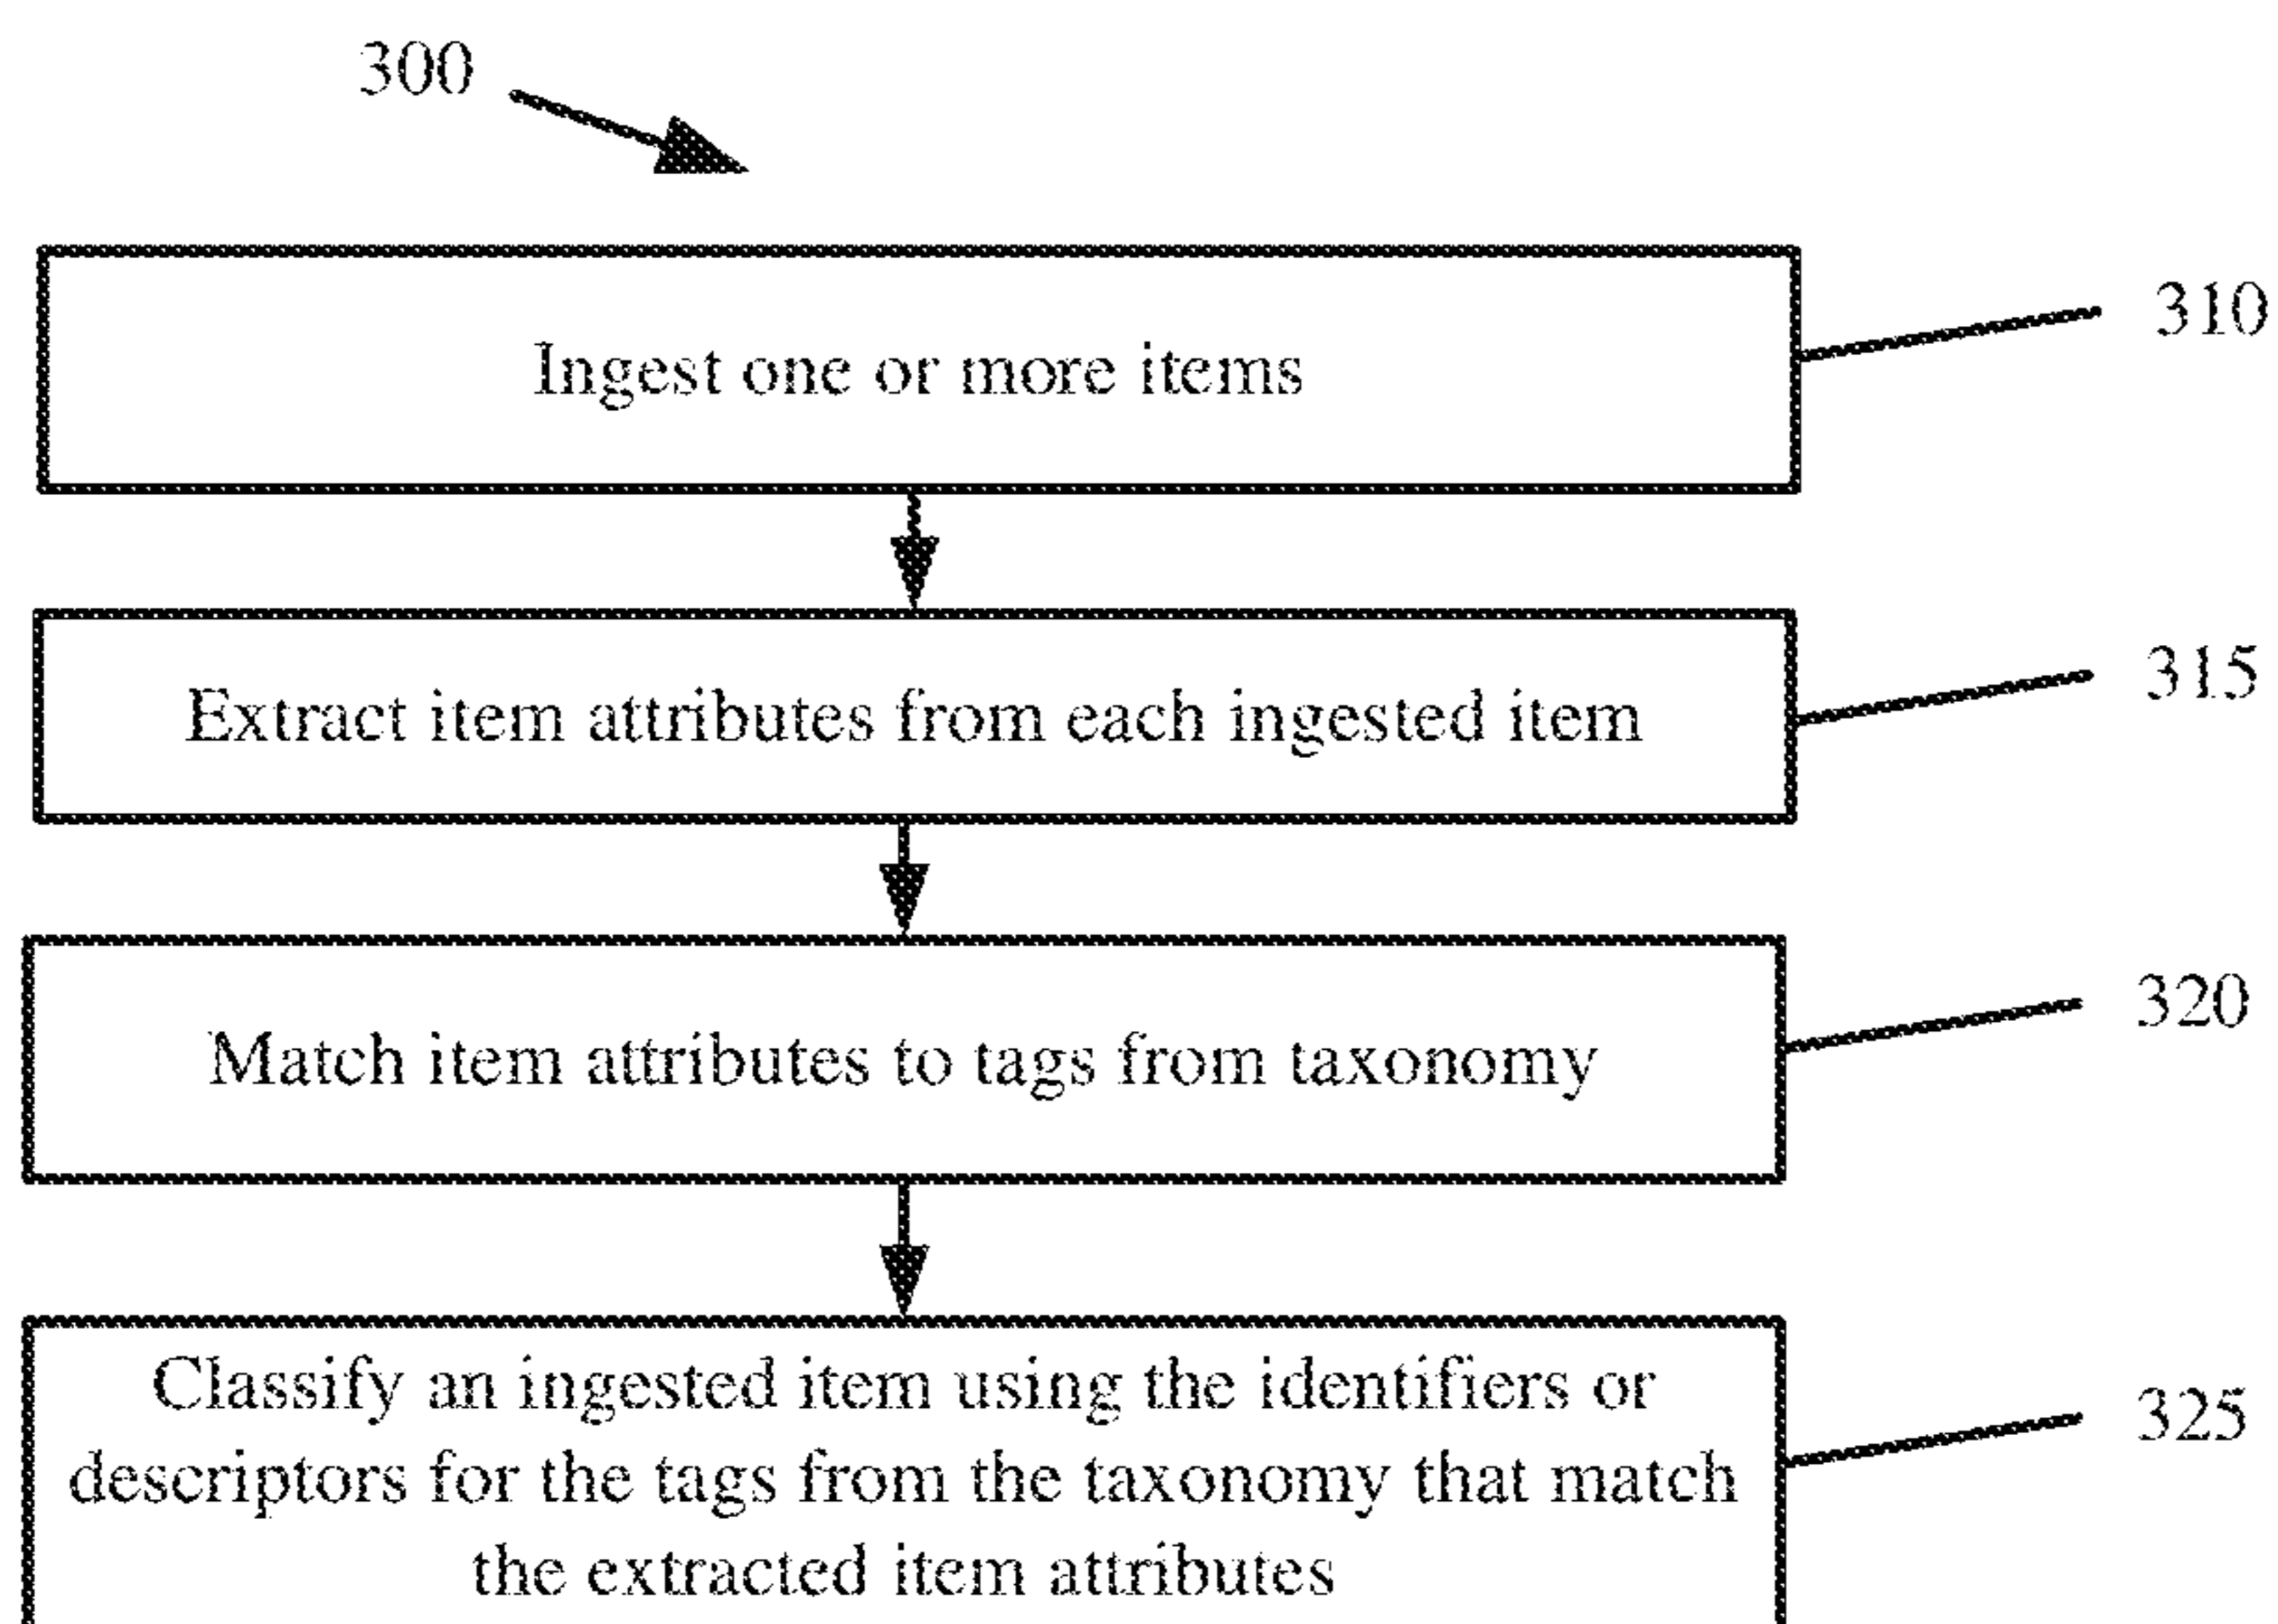 300
Ingest one or more items
310
Extract item attributes from each ingested item
315
Match item attributes to tags from taxonomy
320
Classify an ingested item using the identifiers or
descriptors for the tags from the taxonomy that match
the extracted item attributes
325